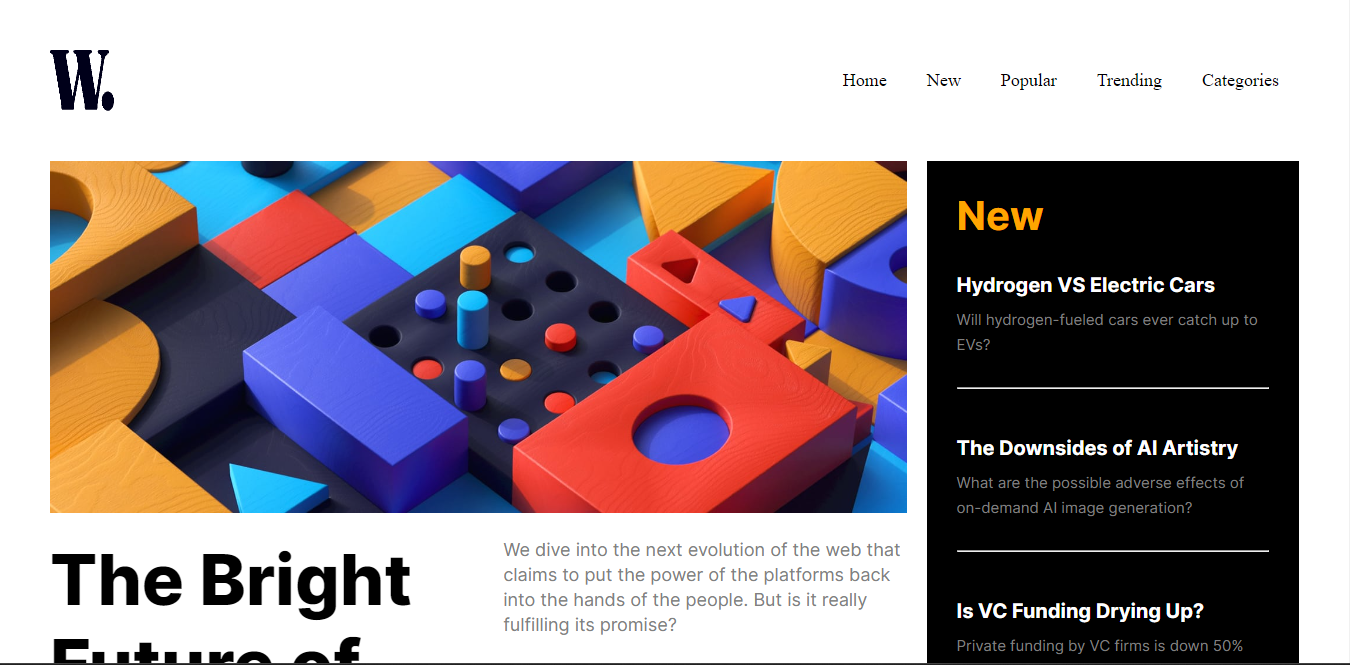 W.
Home New Popular Trending Categories
New
Hydrogen VS Electric Cars
Will hydrogen-fueled cars ever catch up to
EVs?
The Downsides of AI Artistry
What are the possible adverse effects of
on-demand AI image generation?
Is VC Funding Drying Up?
Private funding by VC firms is down 50%
The Bright
Future of
We dive into the next evolution of the web that
claims to put the power of the platforms back
into the hands of the people. But is it really
fulfilling its promise?